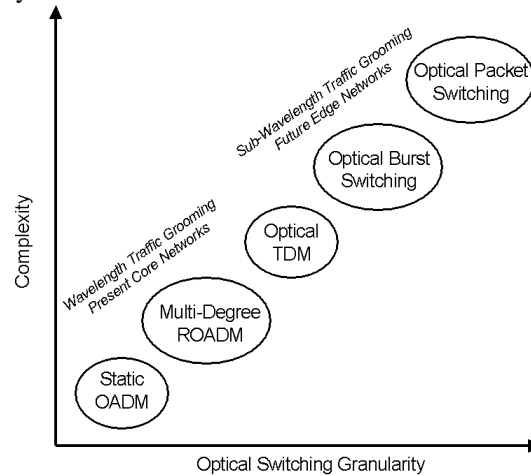 y
Optical Packet
Switching
Sub-Wavelength Traffic Grooming
Future Edge Networks
Optical Burst
Switching
Optical
TDM
Wavelength Traffic Grooming
Present Core Networks
Multi-Degree
ROADM
Static
OADM
Complexity
Optical Switching Granularity